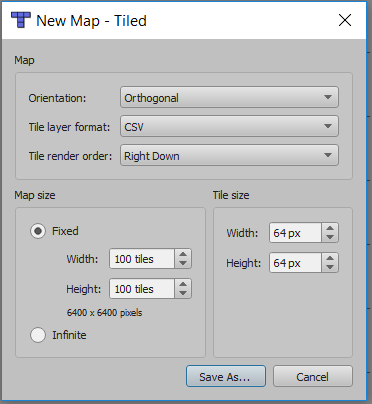 New Map - Tiled
Map
Orientation: Orthogonal
Tile layer format: CSV
Tile render order: Right Down
Map size
Fixed
Width: 100 tiles
Height: 100 tiles
6400 x 6400 pixels
Infinite
Tile size
Width: 64 px
Height: 64 px
Save As...
Cancel